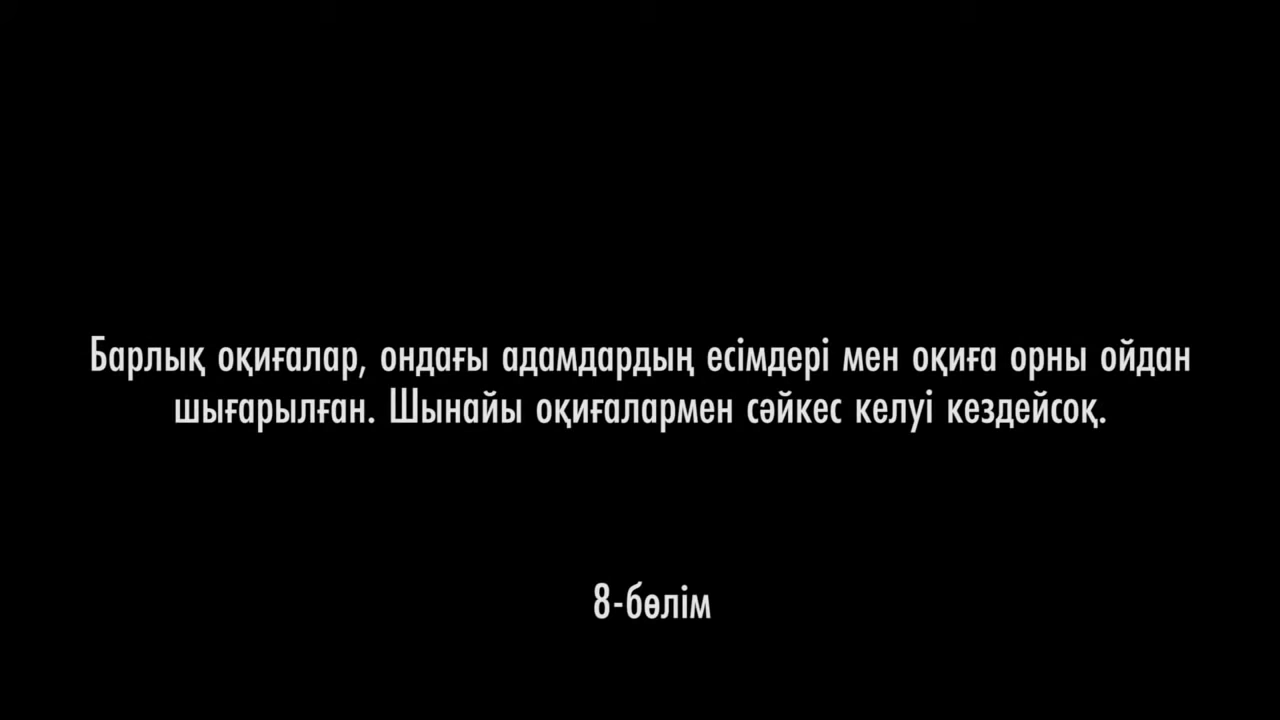 Барлық оқиғалар, ондағы адамдардың есімдері мен оқиға орны ойдан
шығарылған. Шынайы оқиғалармен сәйкес келуі кездейсоқ.
8-бөлім